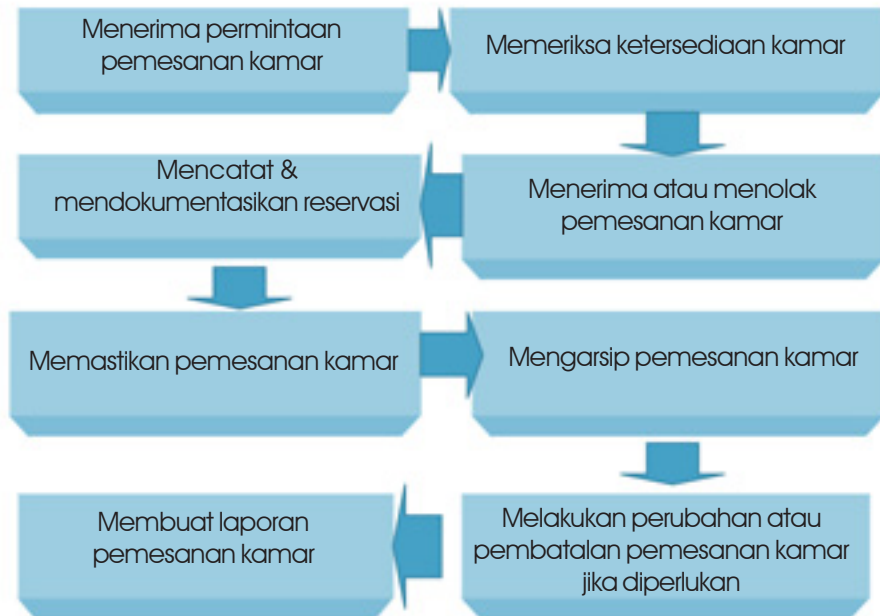 Menerima permintaan
pemesanan kamar
Memeriksa ketersediaan kamar
Menerima atau menolak
pemesanan kamar
Mencatat &
mendokumentasikan reservasi
Memastikan pemesanan kamar
Mengarsip pemesanan kamar
Melakukan perubahan atau
pembatalan pemesanan kamar
jika diperlukan
Membuat laporan
pemesanan kamar